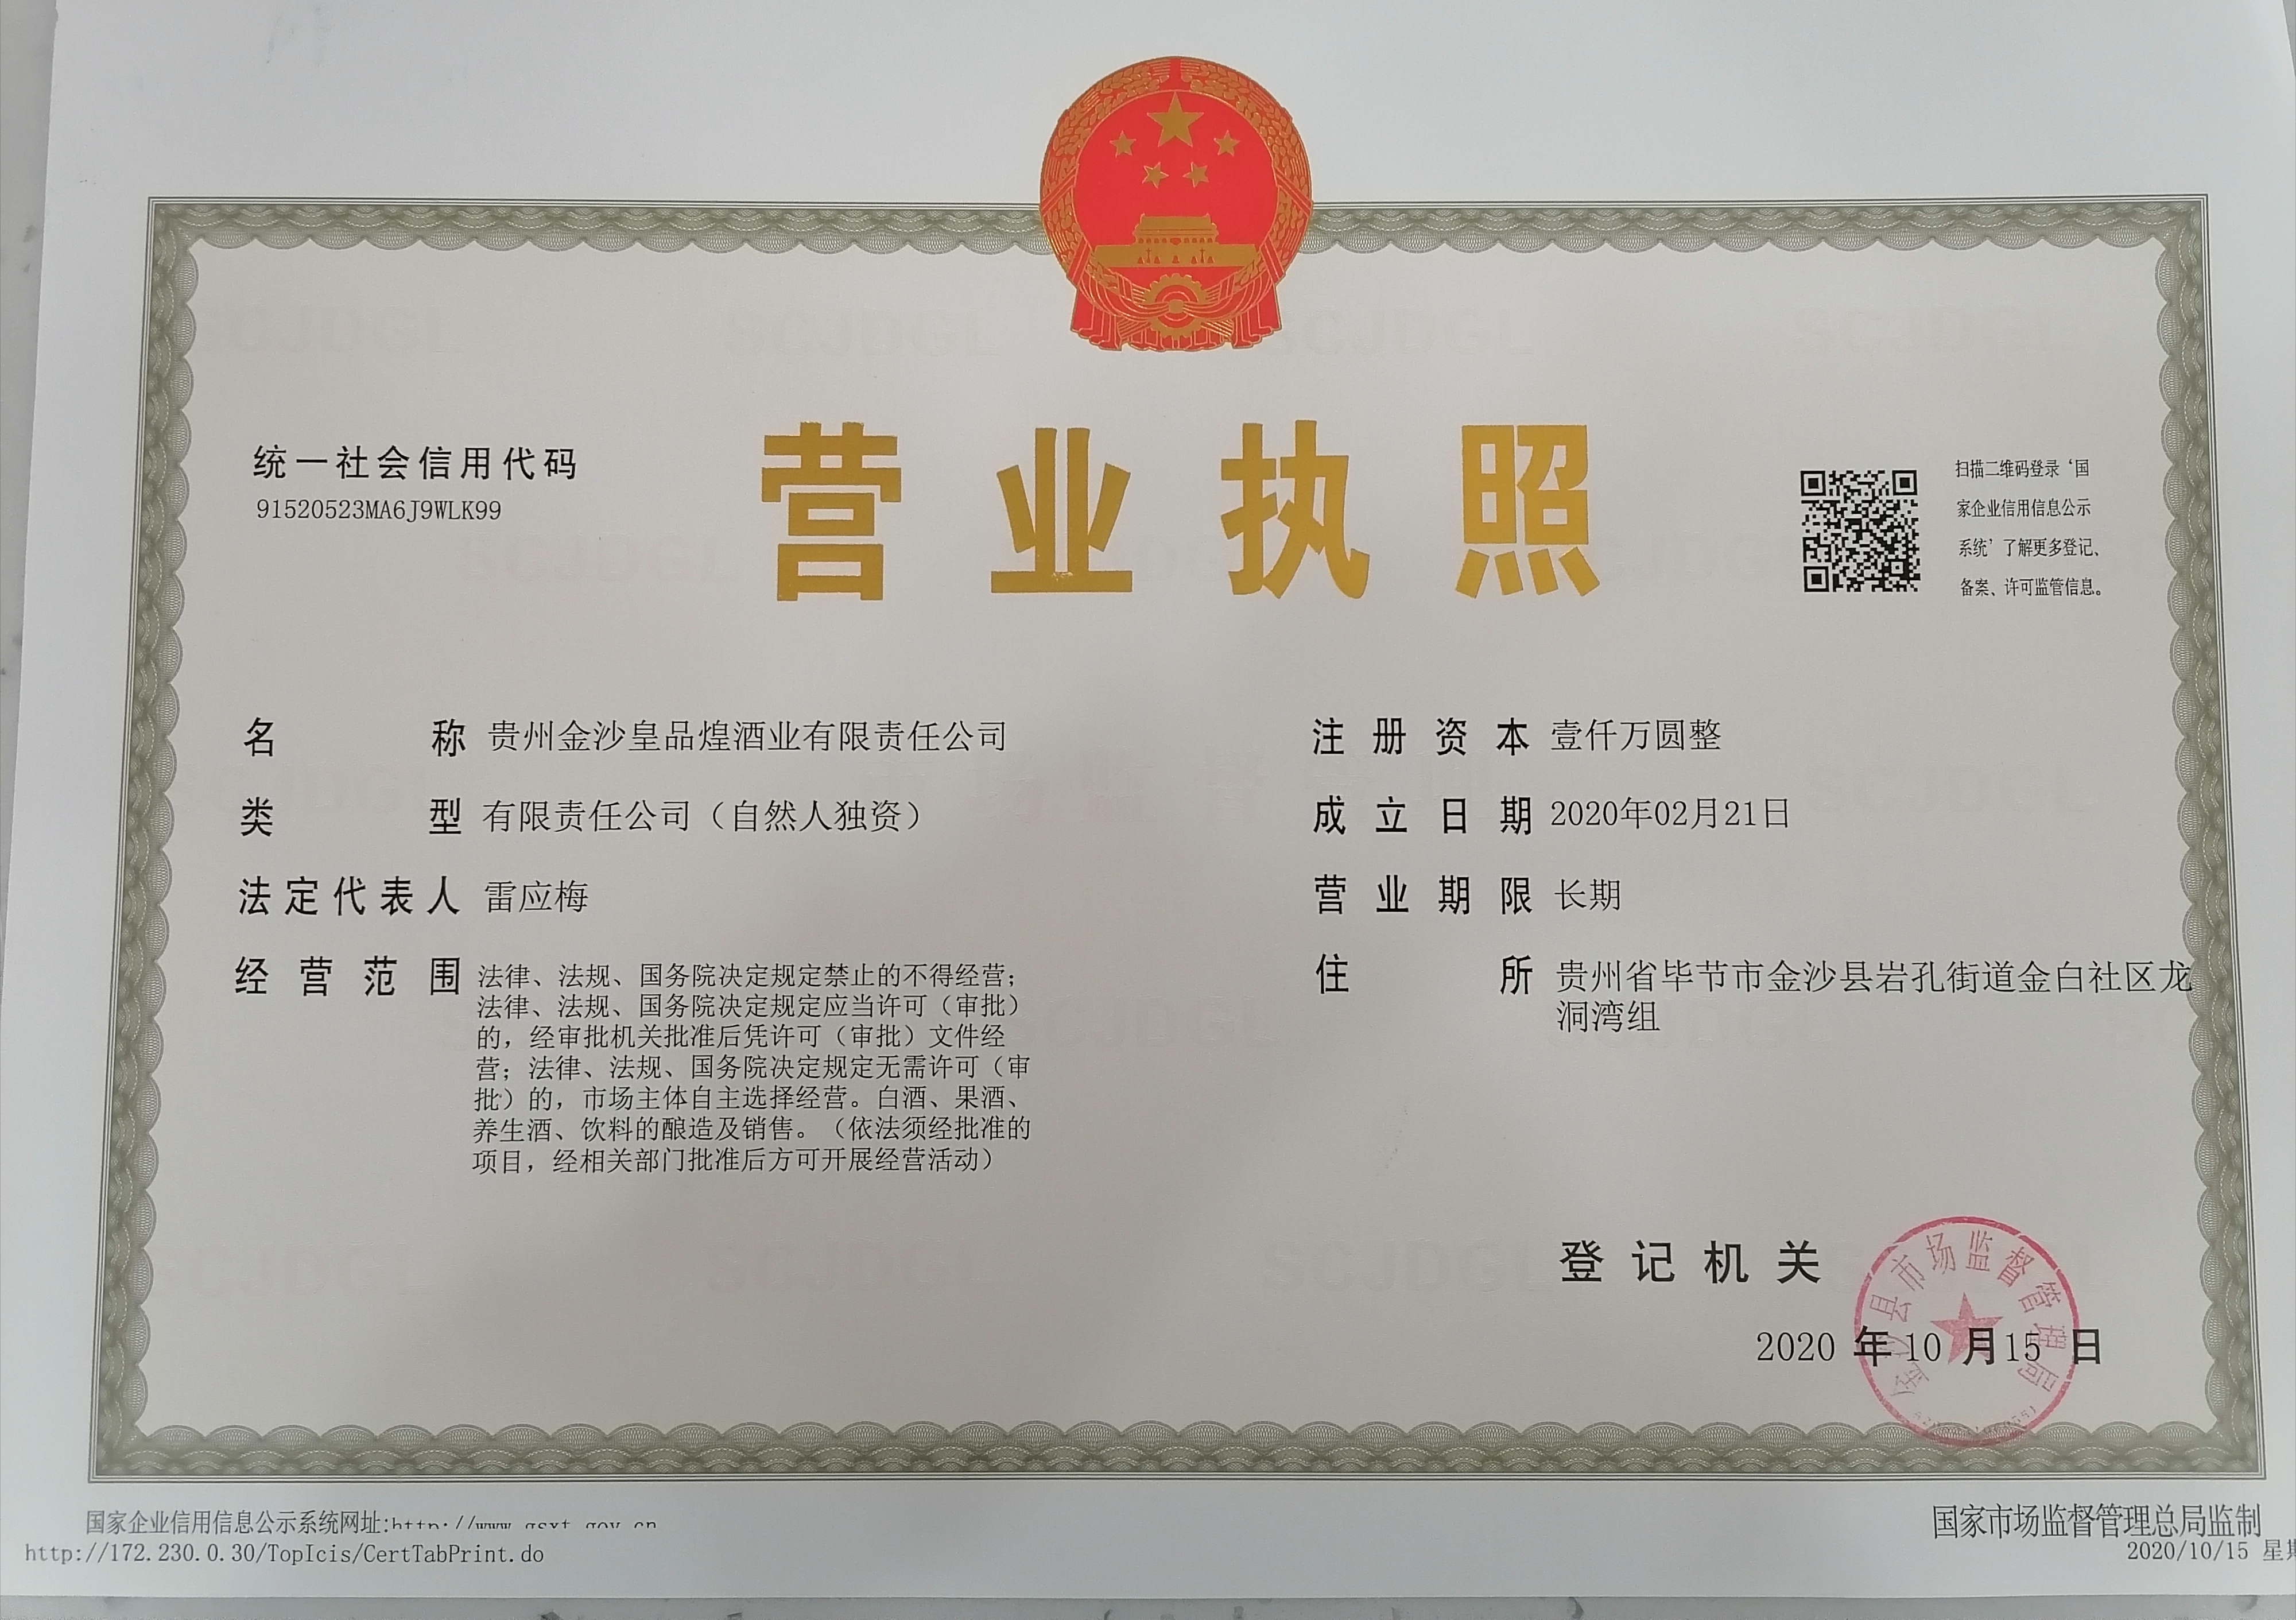 营业执照
统一社会信用代码
91520523MA6J9WLK99
扫描二维码登录‘国
家企业信用信息公示
系统’了解更多登记、
备案、许可监管信息。
名称 贵州金沙皇品煌酒业有限责任公司
类型 有限责任公司（自然人独资）
法定代表人 雷应梅
经营范围 法律、法规、国务院决定规定禁止的不得经营；
法律、法规、国务院决定规定应当许可（审批）
的，经审批机关批准后凭许可（审批）文件经
营；法律、法规、国务院决定规定无需许可（审
批）的，市场主体自主选择经营。白酒、果酒、
养生酒、饮料的酿造及销售。（依法须经批准的
项目，经相关部门批准后方可开展经营活动）
注册资本 壹仟万圆整
成立日期 2020年02月21日
营业期限 长期
住所 贵州省毕节市金沙县岩孔街道金白社区龙
洞湾组
登记机关
金沙县市场监督管理局
2020 年 10 月 15 日
国家企业信用信息公示系统网址:http://www.gsxt.gov.cn
http://172.230.0.30/TopIcis/CertTabPrint.do
国家市场监督管理总局监制
2020/10/15 星期
SCJDGL